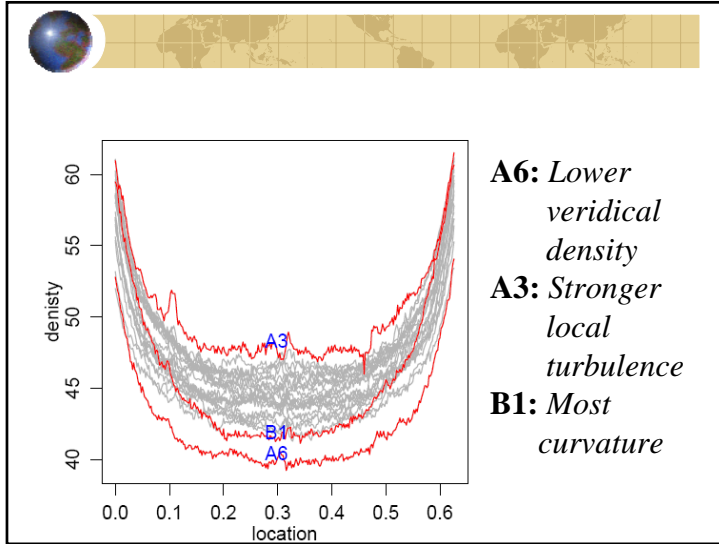 60
55
50
45
40
denisty
A3
B1
A6
0.0 0.1 0.2 0.3 0.4 0.5 0.6
location
A6: Lower
veridical
density
A3: Stronger
local
turbulence
B1: Most
curvature